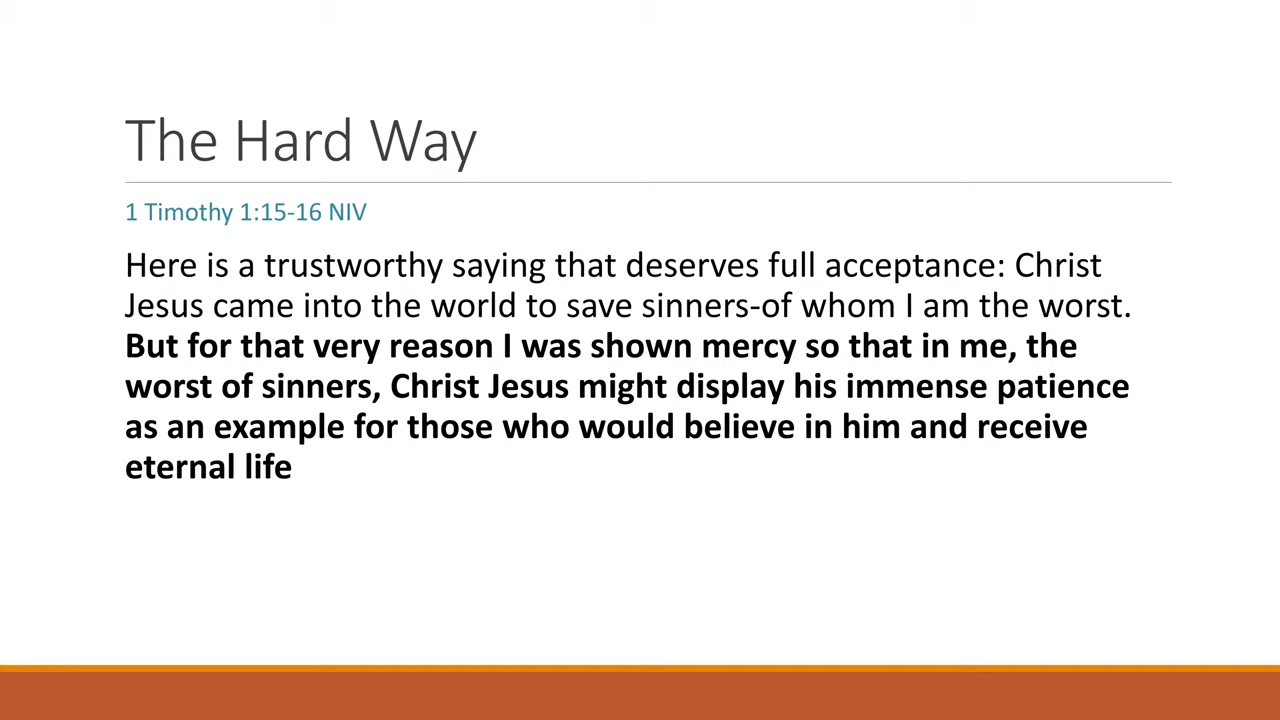 The Hard Way
1 Timothy 1:15-16 NIV
Here is a trustworthy saying that deserves full acceptance: Christ
Jesus came into the world to save sinners-of whom I am the worst.
But for that very reason I was shown mercy so that in me, the
worst of sinners, Christ Jesus might display his immense patience
as an example for those who would believe in him and receive
eternal life